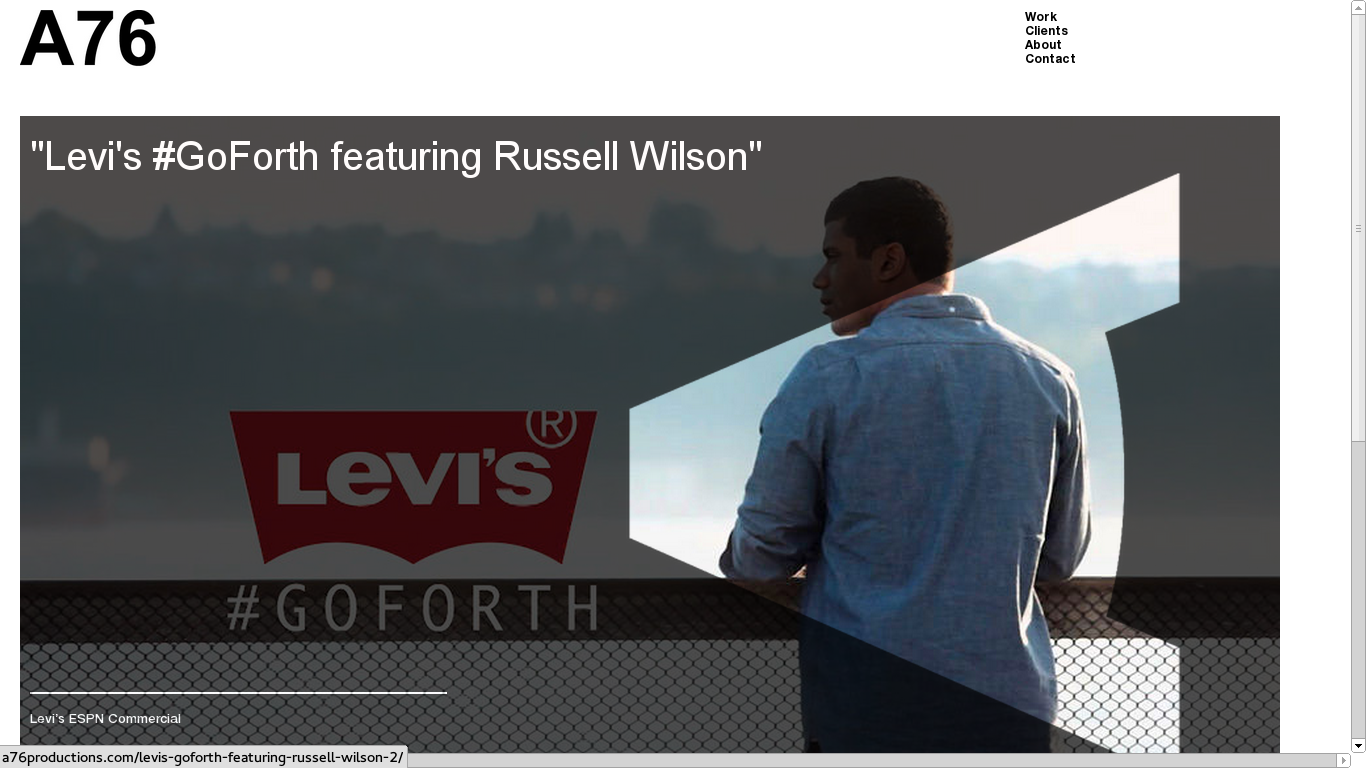 A76
Work
Clients
About
Contact
"Levi's #GoForth featuring Russell Wilson"
LEVI'S®
#GOFORTH
Levi's ESPN Commercial
a76productions.com/levis-goforth-featuring-russell-wilson-2/